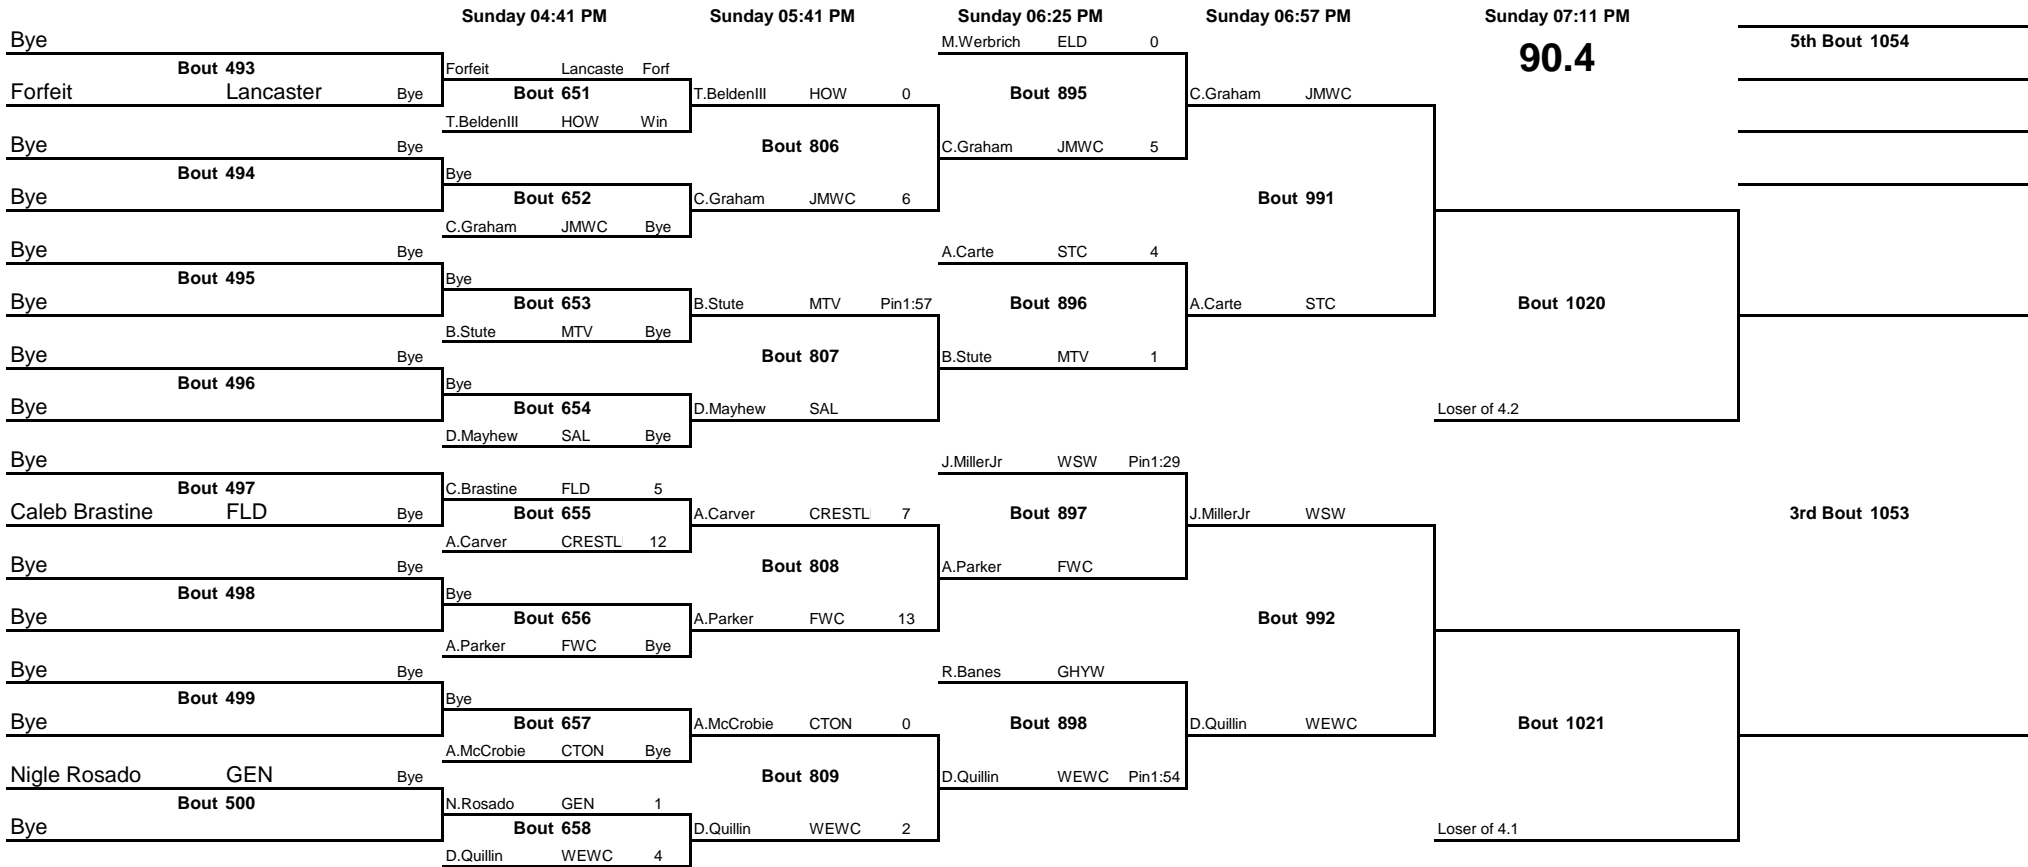 Sunday 04:41 PM Sunday 05:41 PM Sunday 06:25 PM Sunday 06:57 PM Sunday 07:11 PM
Bye M.Werbrich ELD 0 90.4 5th Bout 1054
Bout 493 Forfeit Lancaste Forf
Forfeit Lancaster Bye Bout 651 T.BeldenIII HOW 0 Bout 895 C.Graham JMWC
T.BeldenIII HOW Win
Bye Bye Bout 806 C.Graham JMWC 5
Bout 494 Bye
Bye Bout 652 C.Graham JMWC 6 Bout 991
C.Graham JMWC Bye
Bye Bye A.Carte STC 4
Bout 495 Bye
Bye Bout 653 B.Stute MTV Pin1:57 Bout 896 A.Carte STC Bout 1020
B.Stute MTV Bye
Bye Bye Bout 807 B.Stute MTV 1
Bout 496 Bye
Bye Bout 654 D.Mayhew SAL Loser of 4.2
D.Mayhew SAL Bye
Bye J.MillerJr WSW Pin1:29
Bout 497 C.Brastine FLD 5
Caleb Brastine FLD Bye Bout 655 A.Carver CRESTL 7 Bout 897 J.MillerJr WSW 3rd Bout 1053
A.Carver CRESTL 12
Bye Bye Bout 808 A.Parker FWC
Bout 498 Bye
Bye Bout 656 A.Parker FWC 13 Bout 992
A.Parker FWC Bye
Bye Bye R.Banes GHYW
Bout 499 Bye
Bye Bout 657 A.McCrobie CTON 0 Bout 898 D.Quillin WEWC Bout 1021
A.McCrobie CTON Bye
Nigle Rosado GEN Bye Bout 809 D.Quillin WEWC Pin1:54
Bout 500 N.Rosado GEN 1
Bye Bout 658 D.Quillin WEWC 2 Loser of 4.1
D.Quillin WEWC 4